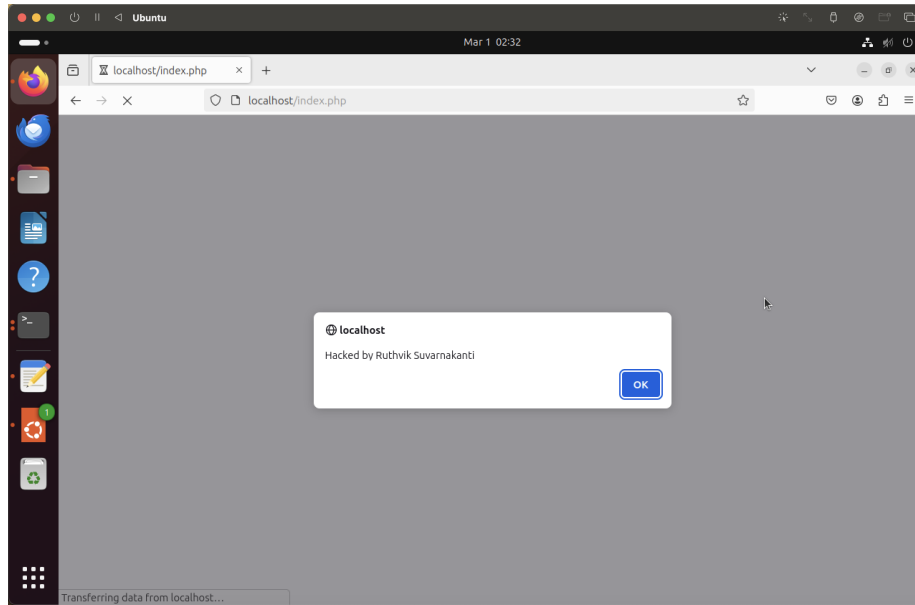 Ubuntu
Mar 1 02:32
localhost/index.php
localhost/index.php
localhost
Hacked by Ruthvik Suvarnakanti
OK
>_
1
Transferring data from localhost...